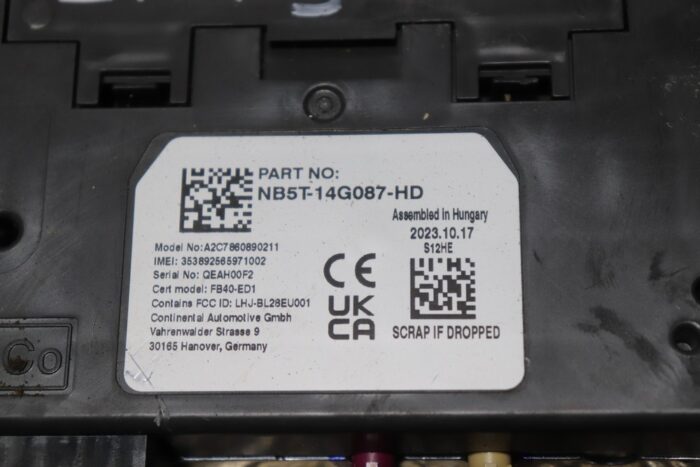 PART NO:
NB5T-14G087-HD
Assembled in Hungary
2023.10.17
S12HE
Model No:A2C7860890211
IMEI: 353892565971002
Serial No: QEAH00F2
Cert model: FB40-ED1
Contains FCC ID: LHJ-BL28EU001
Continental Automotive Gmbh
Vahrenwalder Strasse 9
30165 Hanover, Germany
CE
UK
CA
SCRAP IF DROPPED
Co